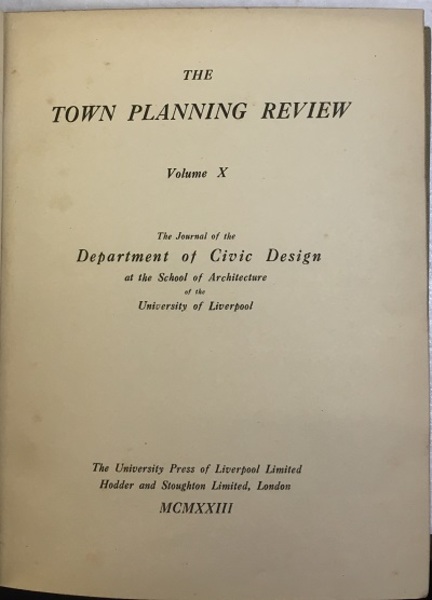 THE
TOWN PLANNING REVIEW
Volume X
The Journal of the
Department of Civic Design
at the School of Architecture
of the
University of Liverpool
The University Press of Liverpool Limited
Hodder and Stoughton Limited, London
MCMXXIII